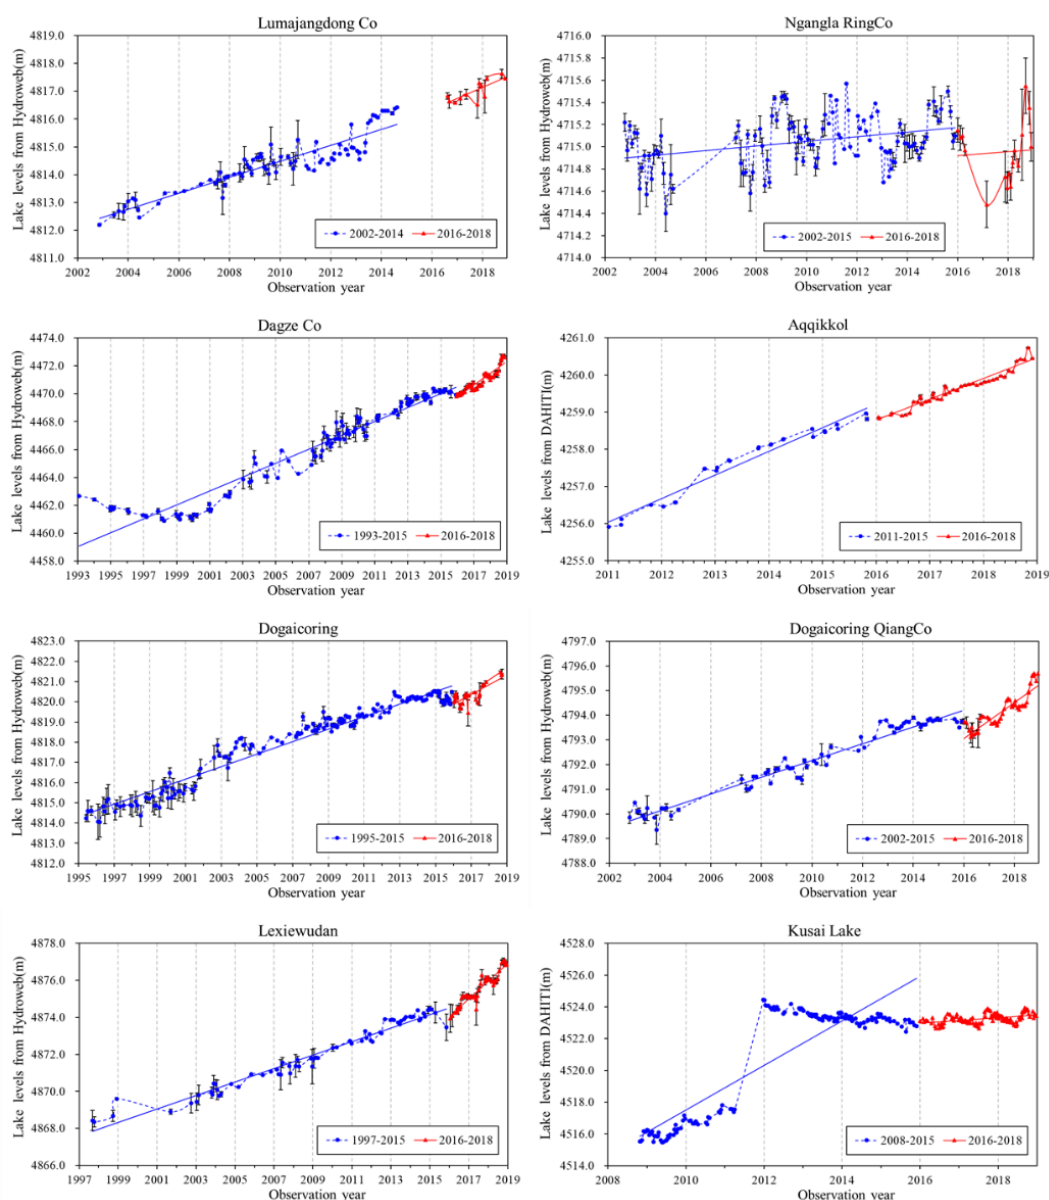 Lumajangdong Co
Lake levels from Hydroweb(m)
4819.0
4818.0
4817.0
4816.0
4815.0
4814.0
4813.0
4812.0
4811.0
2002-2014 2016-2018
2002 2004 2006 2008 2010 2012 2014 2016 2018
Observation year
Ngangla RingCo
Lake levels from Hydroweb(m)
4716.0
4715.8
4715.6
4715.4
4715.2
4715.0
4714.8
4714.6
4714.4
4714.2
4714.0
2002-2015 2016-2018
2002 2004 2006 2008 2010 2012 2014 2016 2018
Observation year
Dagze Co
Lake levels from Hydroweb(m)
4474.0
4472.0
4470.0
4468.0
4466.0
4464.0
4462.0
4460.0
4458.0
1993-2015 2016-2018
1993 1995 1997 1999 2001 2003 2005 2007 2009 2011 2013 2015 2017 2019
Observation year
Aqqikkol
Lake levels from DAHITI(m)
4261.0
4260.0
4259.0
4258.0
4257.0
4256.0
4255.0
2011-2015 2016-2018
2011 2012 2013 2014 2015 2016 2017 2018 2019
Observation year
Dogaicoring
Lake levels from Hydroweb(m)
4823.0
4822.0
4821.0
4820.0
4819.0
4818.0
4817.0
4816.0
4815.0
4814.0
4813.0
4812.0
1995-2015 2016-2018
1995 1997 1999 2001 2003 2005 2007 2009 2011 2013 2015 2017 2019
Observation year
Dogaicoring QiangCo
Lake levels from Hydroweb(m)
4797.0
4796.0
4795.0
4794.0
4793.0
4792.0
4791.0
4790.0
4789.0
4788.0
2002-2015 2016-2018
2002 2004 2006 2008 2010 2012 2014 2016 2018
Observation year
Lexiewudan
Lake levels from Hydroweb(m)
4878.0
4876.0
4874.0
4872.0
4870.0
4868.0
4866.0
1997-2015 2016-2018
1997 1999 2001 2003 2005 2007 2009 2011 2013 2015 2017 2019
Observation year
Kusai Lake
Lake levels from DAHITI(m)
4528.0
4526.0
4524.0
4522.0
4520.0
4518.0
4516.0
4514.0
2008-2015 2016-2018
2008 2010 2012 2014 2016 2018
Observation year